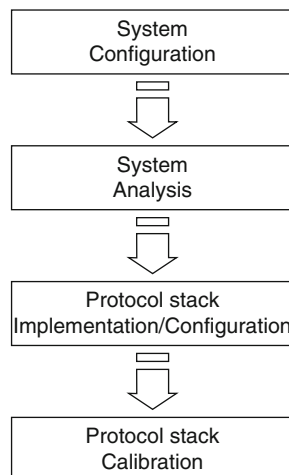 System
Configuration
System
Analysis
Protocol stack
Implementation/Configuration
Protocol stack
Calibration